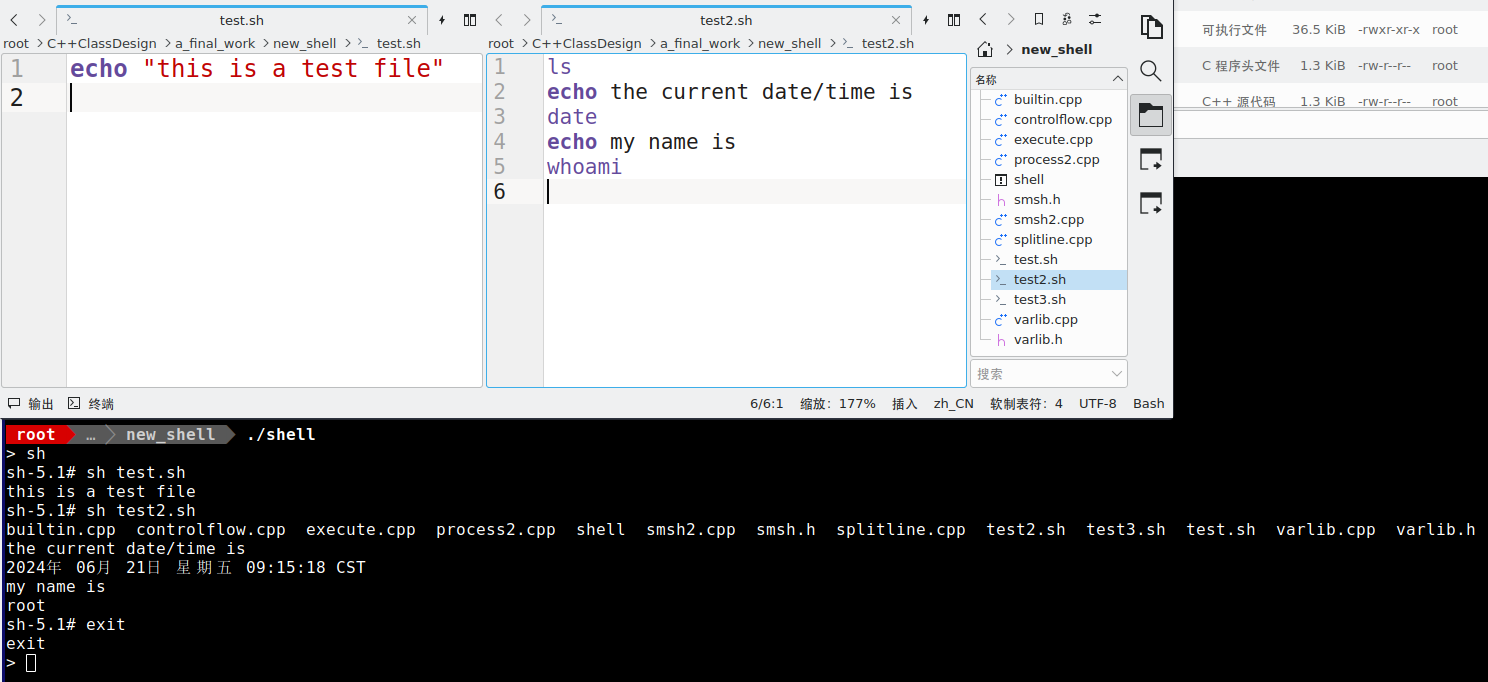 test.sh
root C++ClassDesign a_final_work new_shell test.sh
1 echo "this is a test file"
2
test2.sh
root C++ClassDesign a_final_work new_shell test2.sh
1 ls
2 echo the current date/time is
3 date
4 echo my name is
5 whoami
6
new_shell
名称
builtin.cpp
controlflow.cpp
execute.cpp
process2.cpp
shell
smsh.h
smsh2.cpp
splitline.cpp
test.sh
test2.sh
test3.sh
varlib.cpp
varlib.h
搜索
可执行文件 36.5 KiB -rwxr-xr-x root
C 程序头文件 1.3 KiB -rw-r--r-- root
C++ 源代码 1.3 KiB -rw-r--r-- root
输出 终端 6/6:1 缩放：177% 插入 zh_CN 软制表符：4 UTF-8 Bash
root … new_shell ./shell
> sh
sh-5.1# sh test.sh
this is a test file
sh-5.1# sh test2.sh
builtin.cpp controlflow.cpp execute.cpp process2.cpp shell smsh2.cpp smsh.h splitline.cpp test2.sh test3.sh test.sh varlib.cpp varlib.h
the current date/time is
2024年 06月 21日 星期五 09:15:18 CST
my name is
root
sh-5.1# exit
exit
>